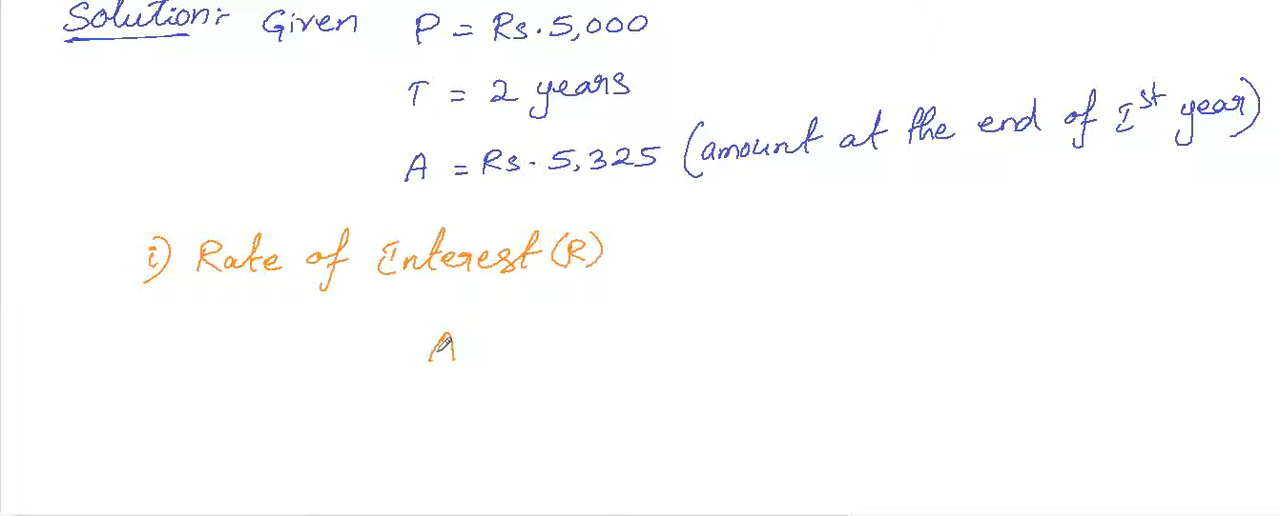 Solution:- Given P = Rs. 5,000
T = 2 years
A = Rs. 5,325 (amount at the end of Ist year)
i) Rate of Interest (R)
A